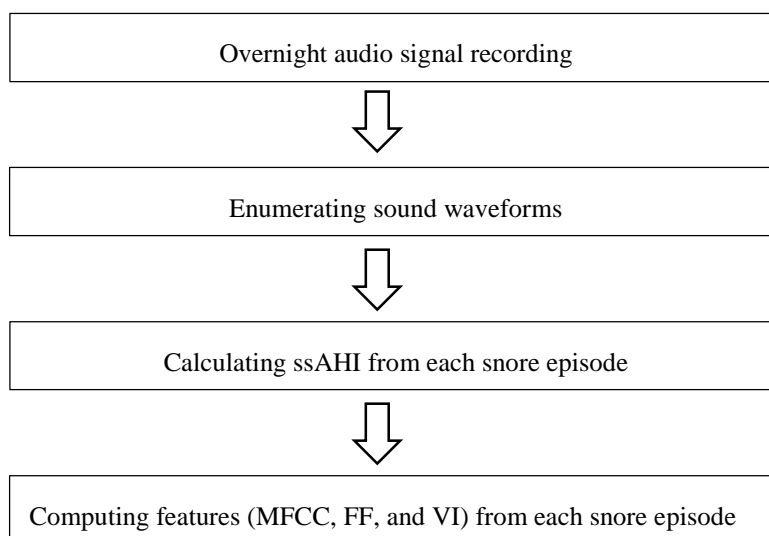 Overnight audio signal recording
Enumerating sound waveforms
Calculating ssAHI from each snore episode
Computing features (MFCC, FF, and VI) from each snore episode